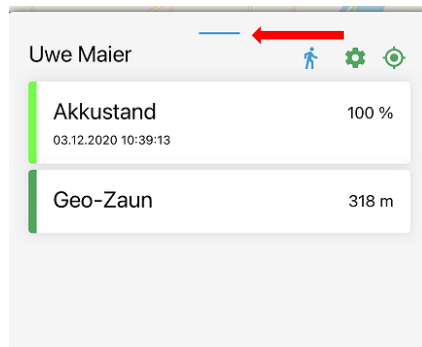 Uwe Maier
Akkustand
100 %
03.12.2020 10:39:13
Geo-Zaun
318 m